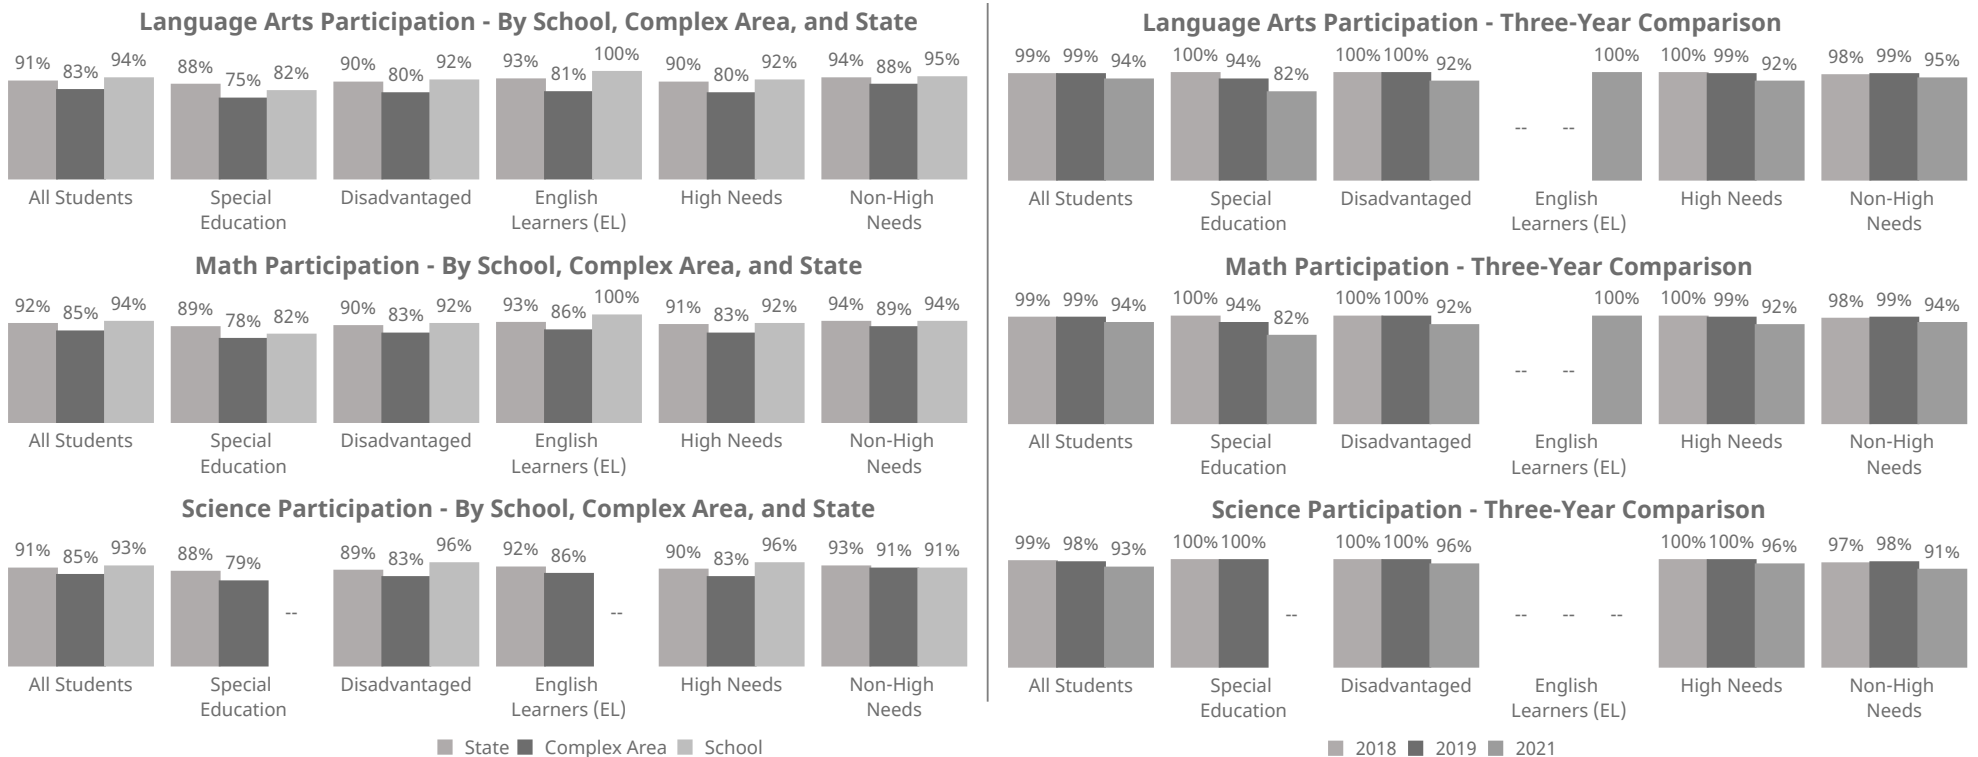 Language Arts Participation - By School, Complex Area, and State
91% 83% 94% 88% 75% 82% 90% 80% 92% 93% 81% 100% 90% 80% 92% 94% 88% 95%
All Students Special Disadvantaged English High Needs Non-High
Education Learners (EL) Needs
Math Participation - By School, Complex Area, and State
92% 85% 94% 89% 78% 82% 90% 83% 92% 93% 86% 100% 91% 83% 92% 94% 89% 94%
All Students Special Disadvantaged English High Needs Non-High
Education Learners (EL) Needs
Science Participation - By School, Complex Area, and State
91% 85% 93% 88% 79% -- 89% 83% 96% 92% 86% -- 90% 83% 96% 93% 91% 91%
All Students Special Disadvantaged English High Needs Non-High
Education Learners (EL) Needs
State Complex Area School
Language Arts Participation - Three-Year Comparison
99% 99% 94% 100% 94% 82% 100% 100% 92% -- -- 100% 100% 99% 92% 98% 99% 95%
All Students Special Disadvantaged English High Needs Non-High
Education Learners (EL) Needs
Math Participation - Three-Year Comparison
99% 99% 94% 100% 94% 82% 100% 100% 92% -- -- 100% 100% 99% 92% 98% 99% 94%
All Students Special Disadvantaged English High Needs Non-High
Education Learners (EL) Needs
Science Participation - Three-Year Comparison
99% 98% 93% 100% 100% -- 100% 100% 96% -- -- -- 100% 100% 96% 97% 98% 91%
All Students Special Disadvantaged English High Needs Non-High
Education Learners (EL) Needs
2018 2019 2021